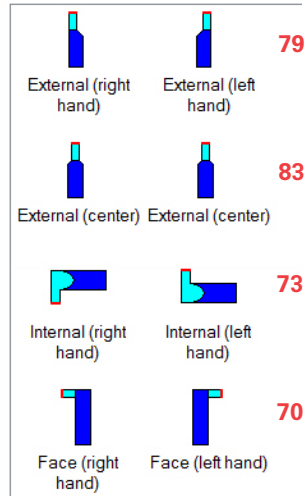 79
External (right hand)
External (left hand)
83
External (center)
External (center)
73
Internal (right hand)
Internal (left hand)
70
Face (right hand)
Face (left hand)